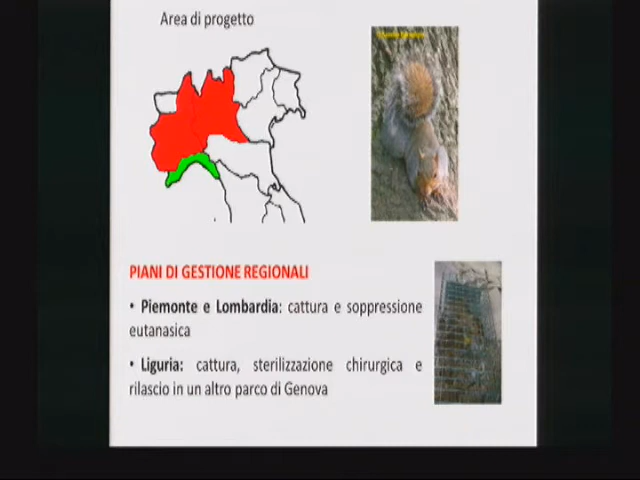 Area di progetto
PIANI DI GESTIONE REGIONALI
• Piemonte e Lombardia: cattura e soppressione
eutanasica
• Liguria: cattura, sterilizzazione chirurgica e
rilascio in un altro parco di Genova